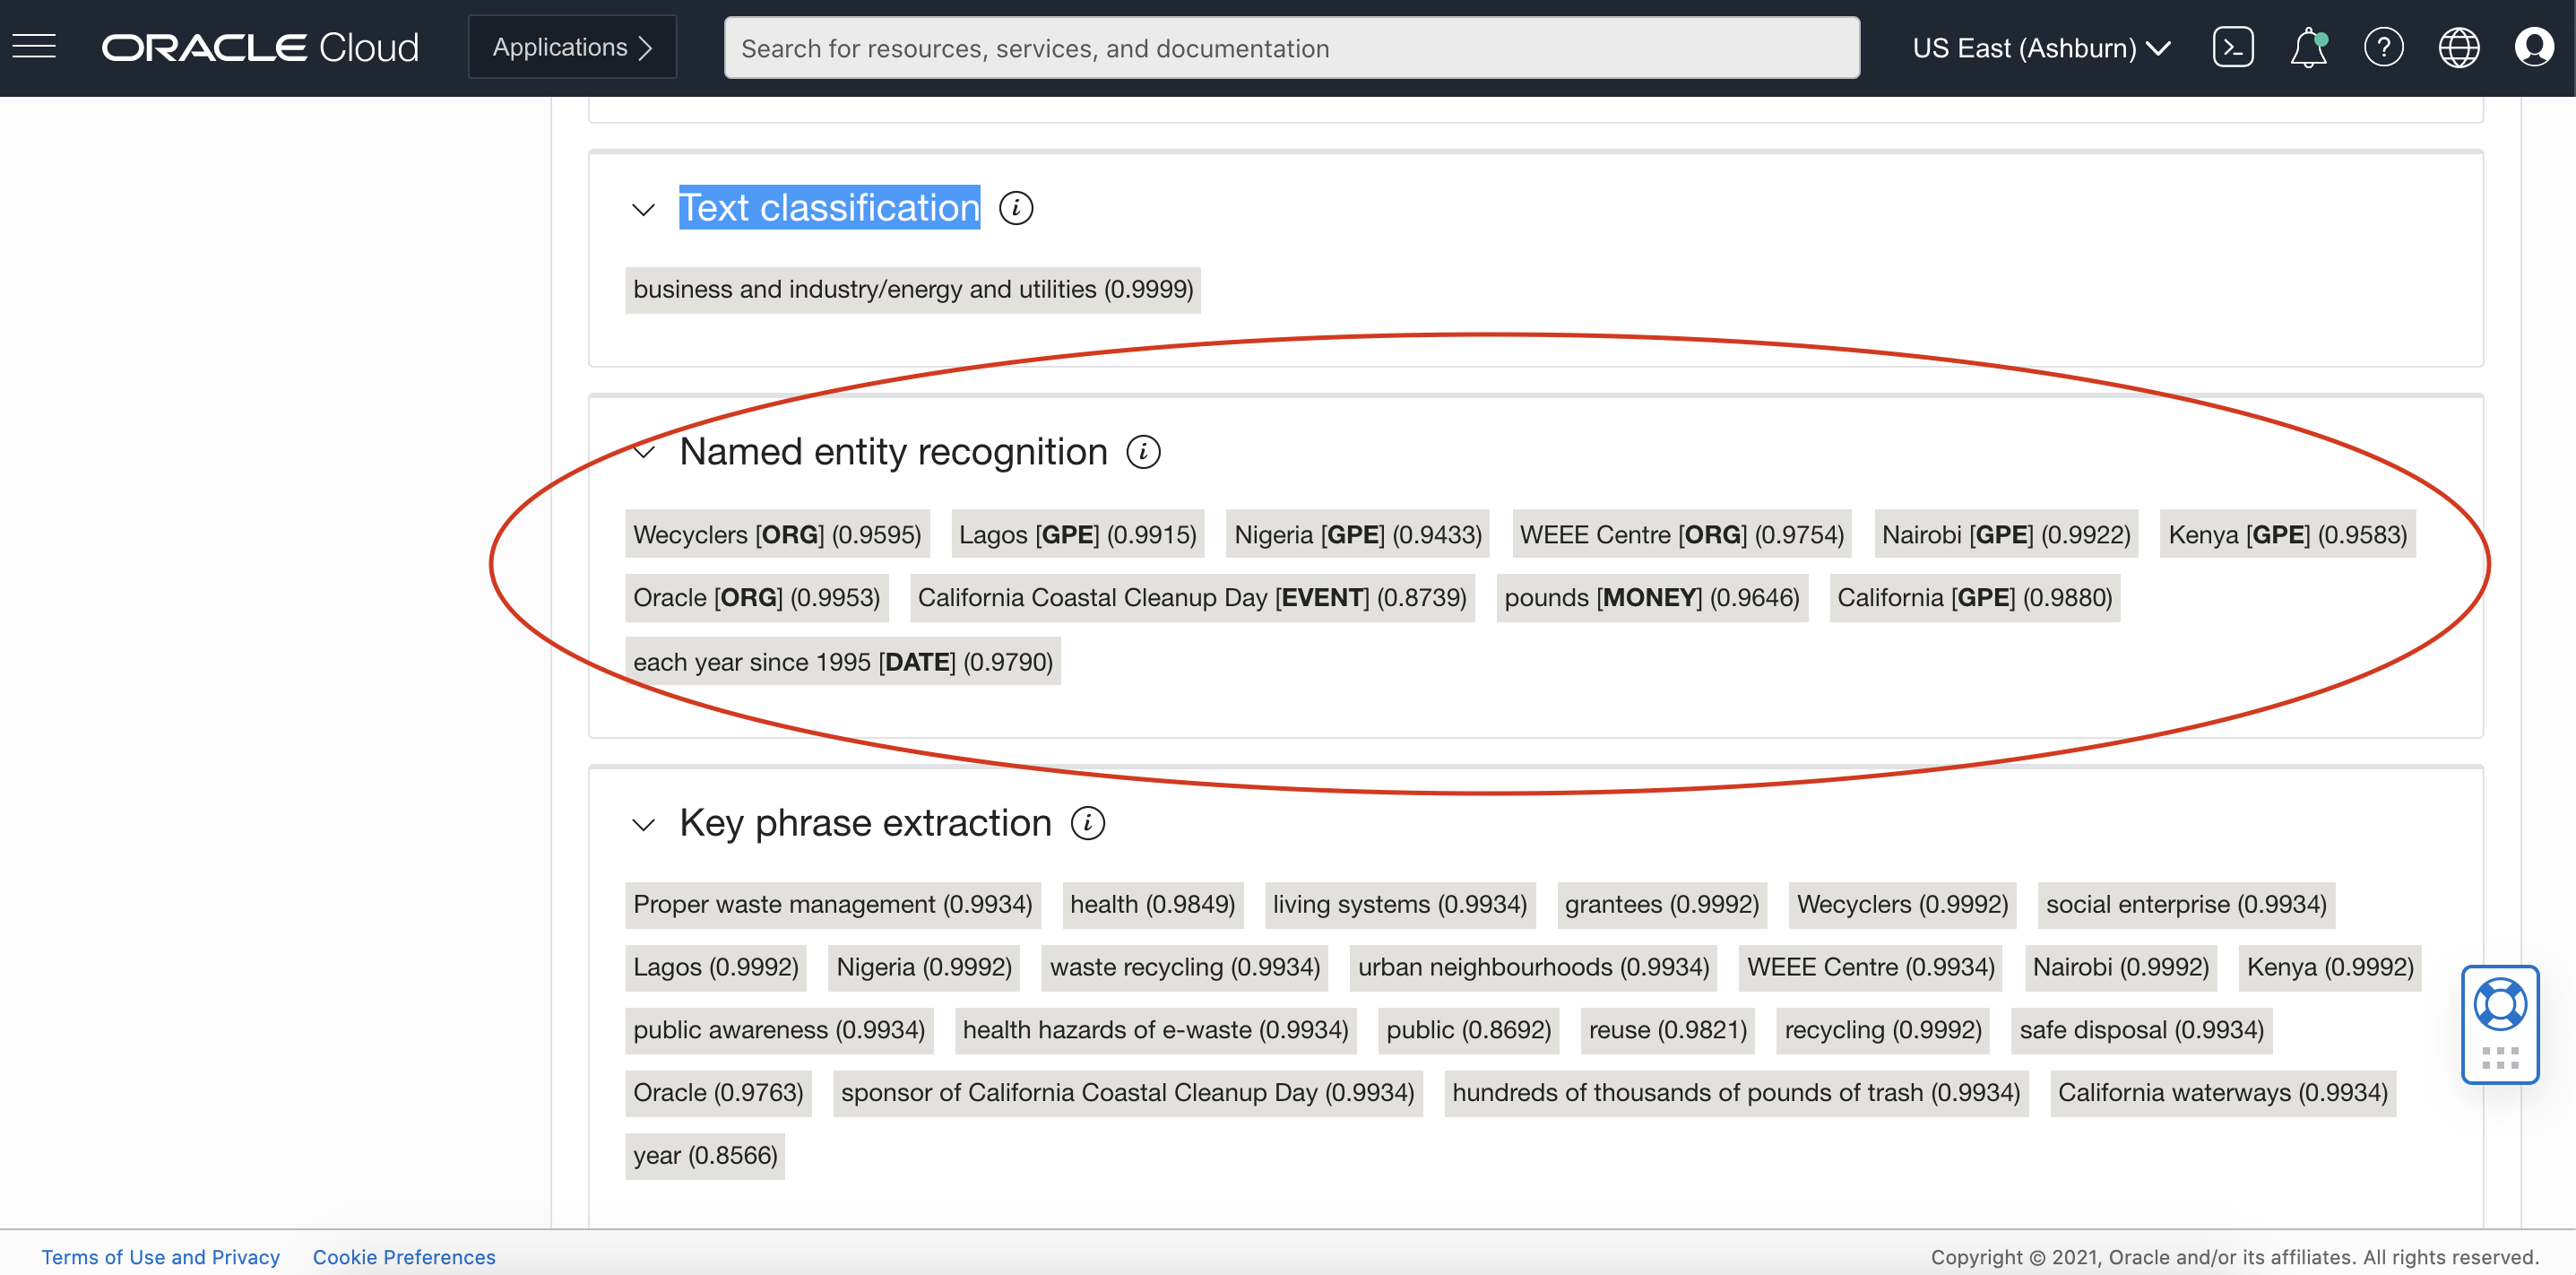 ORACLE Cloud Applications Search for resources, services, and documentation US East (Ashburn)
Text classification
business and industry/energy and utilities (0.9999)
Named entity recognition
Wecyclers [ORG] (0.9595) Lagos [GPE] (0.9915) Nigeria [GPE] (0.9433) WEEE Centre [ORG] (0.9754) Nairobi [GPE] (0.9922) Kenya [GPE] (0.9583)
Oracle [ORG] (0.9953) California Coastal Cleanup Day [EVENT] (0.8739) pounds [MONEY] (0.9646) California [GPE] (0.9880)
each year since 1995 [DATE] (0.9790)
Key phrase extraction
Proper waste management (0.9934) health (0.9849) living systems (0.9934) grantees (0.9992) Wecyclers (0.9992) social enterprise (0.9934)
Lagos (0.9992) Nigeria (0.9992) waste recycling (0.9934) urban neighbourhoods (0.9934) WEEE Centre (0.9934) Nairobi (0.9992) Kenya (0.9992)
public awareness (0.9934) health hazards of e-waste (0.9934) public (0.8692) reuse (0.9821) recycling (0.9992) safe disposal (0.9934)
Oracle (0.9763) sponsor of California Coastal Cleanup Day (0.9934) hundreds of thousands of pounds of trash (0.9934) California waterways (0.9934)
year (0.8566)
Terms of Use and Privacy Cookie Preferences Copyright © 2021, Oracle and/or its affiliates. All rights reserved.